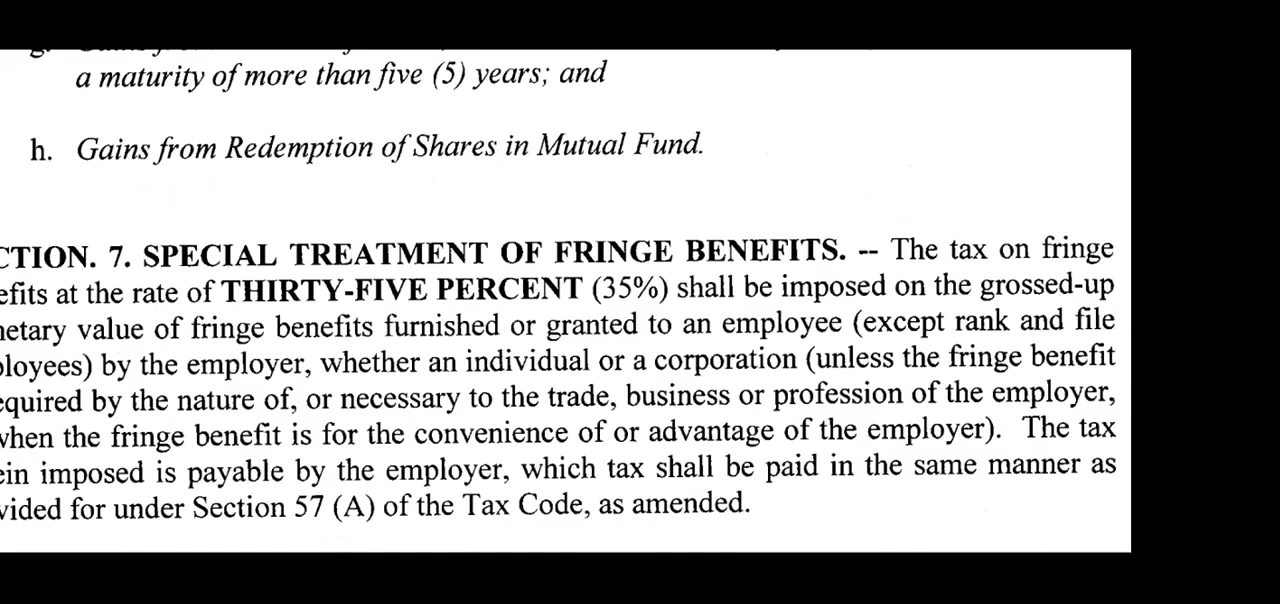 a maturity of more than five (5) years; and
h. Gains from Redemption of Shares in Mutual Fund.
CTION. 7. SPECIAL TREATMENT OF FRINGE BENEFITS. -- The tax on fringe
efits at the rate of THIRTY-FIVE PERCENT (35%) shall be imposed on the grossed-up
netary value of fringe benefits furnished or granted to an employee (except rank and file
ployees) by the employer, whether an individual or a corporation (unless the fringe benefit
equired by the nature of, or necessary to the trade, business or profession of the employer,
when the fringe benefit is for the convenience of or advantage of the employer). The tax
ein imposed is payable by the employer, which tax shall be paid in the same manner as
vided for under Section 57 (A) of the Tax Code, as amended.